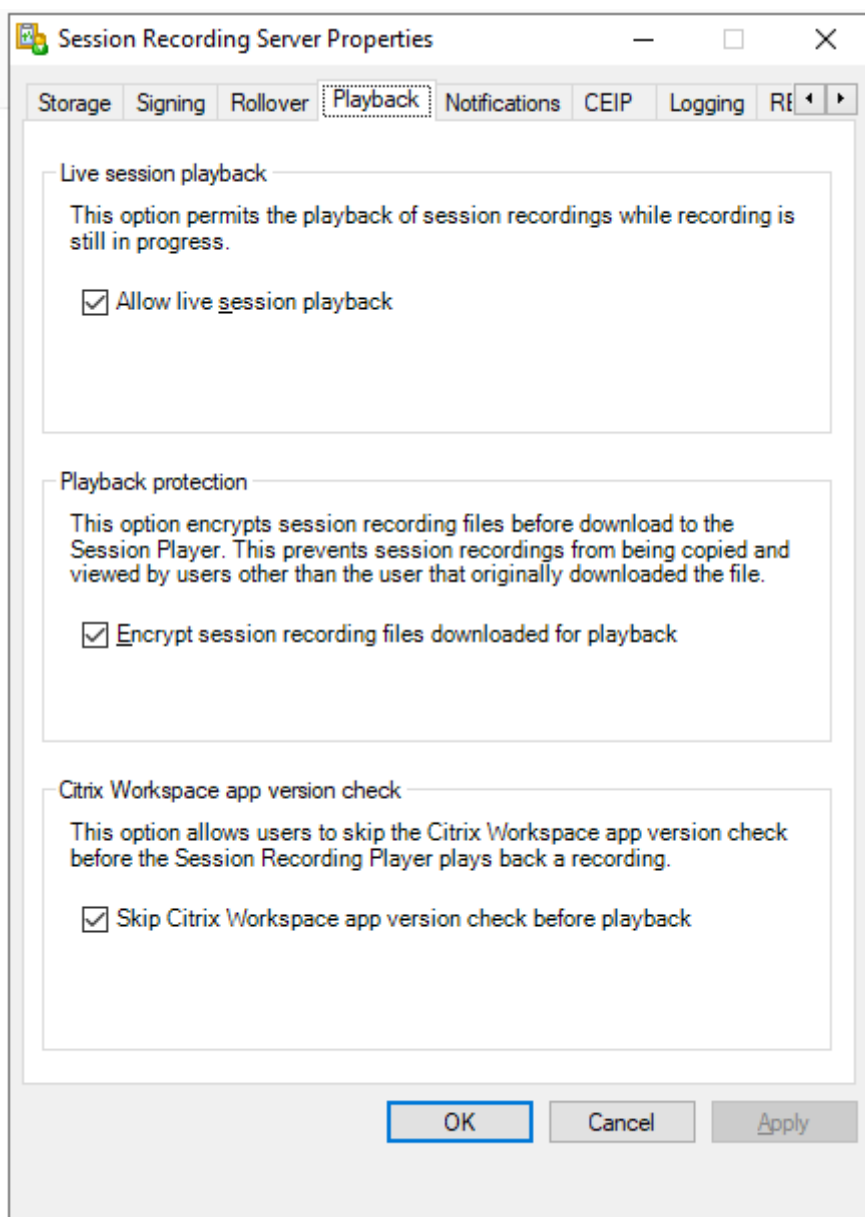 Session Recording Server Properties
Storage Signing Rollover Playback Notifications CEIP Logging
Live session playback
This option permits the playback of session recordings while recording is
still in progress.
Allow live session playback
Playback protection
This option encrypts session recording files before download to the
Session Player. This prevents session recordings from being copied and
viewed by users other than the user that originally downloaded the file.
Encrypt session recording files downloaded for playback
Citrix Workspace app version check
This option allows users to skip the Citrix Workspace app version check
before the Session Recording Player plays back a recording.
Skip Citrix Workspace app version check before playback
OK Cancel Apply